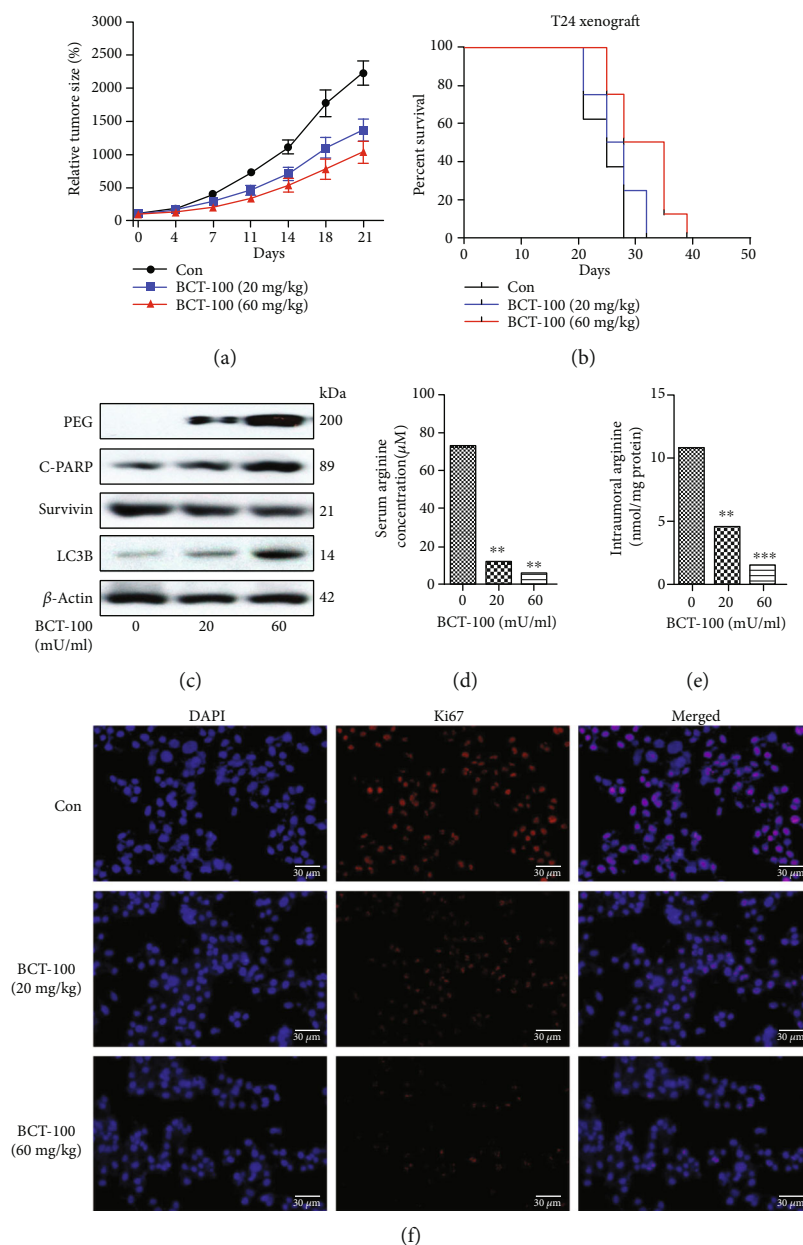 3000
2500
2000
1500
1000
500
0
Relative tumore size (%)
0 4 7 11 14 18 21
Days
Con
BCT-100 (20 mg/kg)
BCT-100 (60 mg/kg)
(a)
T24 xenograft
100
80
60
40
20
0
Percent survival
0 10 20 30 40 50
Days
Con
BCT-100 (20 mg/kg)
BCT-100 (60 mg/kg)
(b)
kDa
PEG 200
C-PARP 89
Survivin 21
LC3B 14
β-Actin 42
BCT-100 0 20 60
(mU/ml)
(c)
100
80
60
40
20
0
Serum arginine
concentration(μM)
** **
0 20 60
BCT-100 (mU/ml)
(d)
15
10
5
0
Intraumoral arginine
(nmol/mg protein)
** ***
0 20 60
BCT-100 (mU/ml)
(e)
DAPI Ki67 Merged
Con
30 μm 30 μm 30 μm
BCT-100
(20 mg/kg)
30 μm 30 μm 30 μm
BCT-100
(60 mg/kg)
30 μm 30 μm 30 μm
(f)